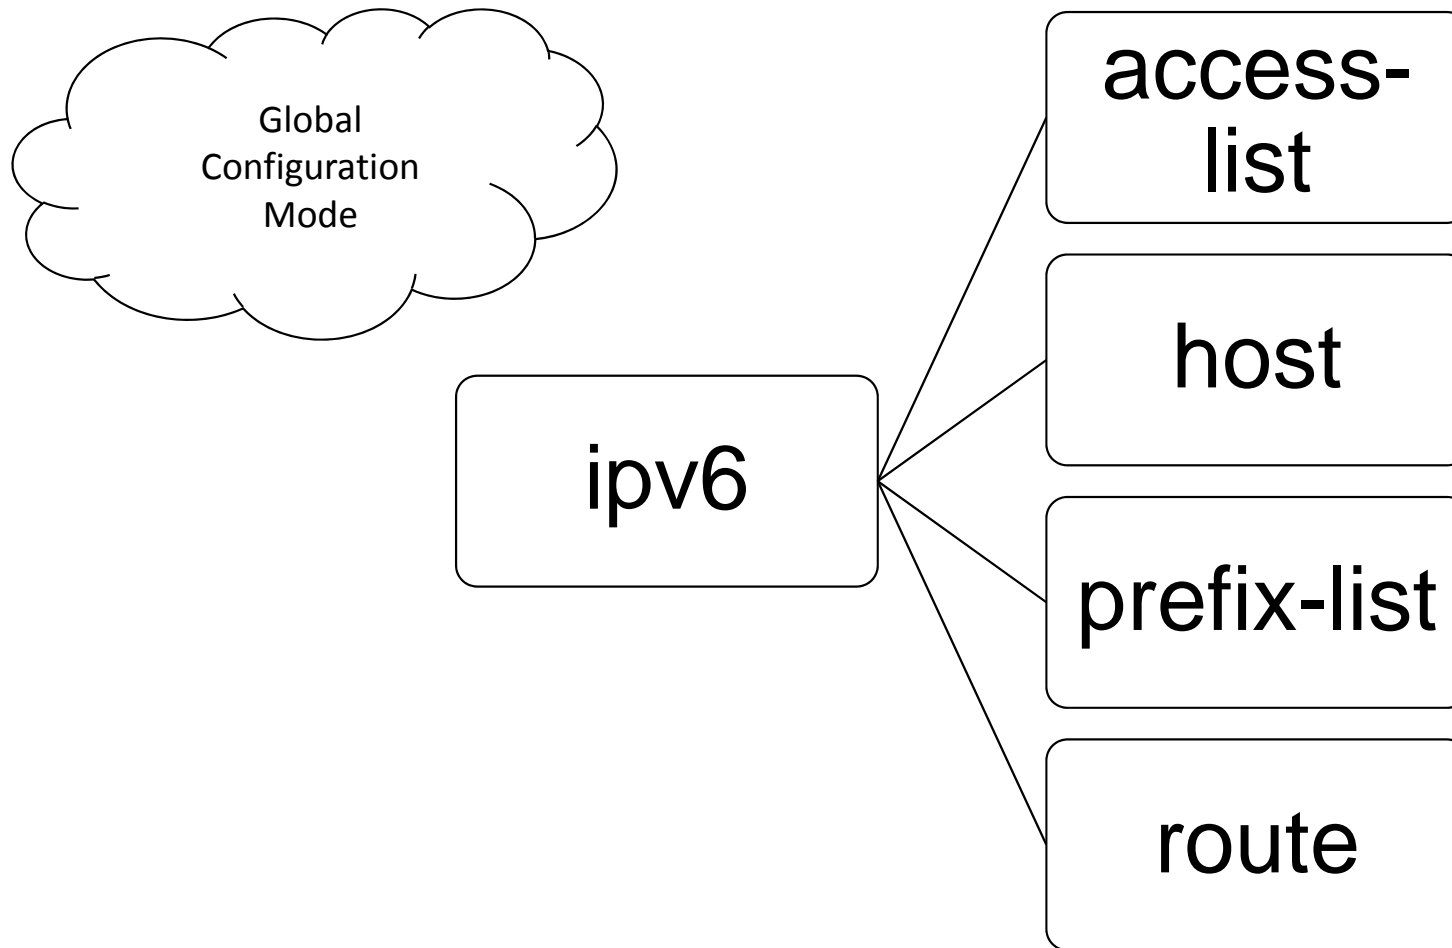 Global
Configuration
Mode
ipv6
access-
list
host
prefix-list
route